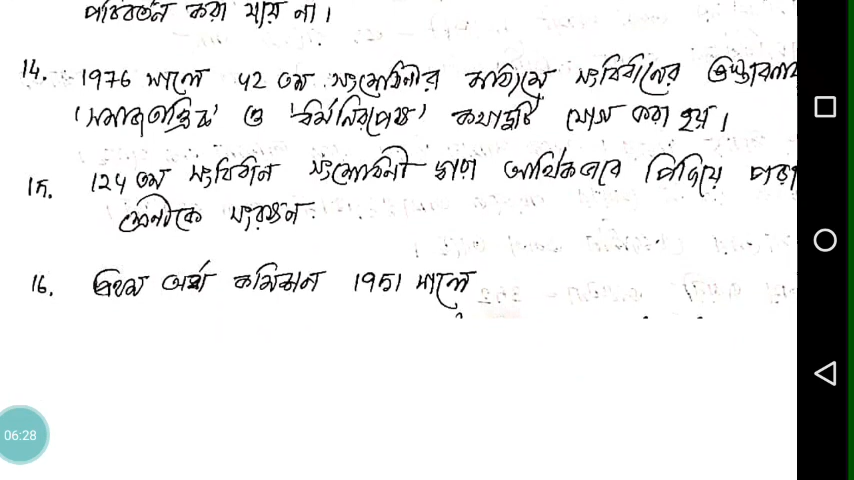 পরিবর্তন করা যায় না।
14. 1976 সালে 42 তম সংশোধনীর মাধ্যমে সংবিধানের প্রস্তাবনায়
'সমাজতান্ত্রিক' ও 'ধর্মনিরপেক্ষ' কথাদুটি যোগ করা হয়।
15. 124 তম সংবিধান সংশোধনী দ্বারা আর্থিকভাবে পিছিয়ে পড়া
শ্রেণীকে সংরক্ষন
16. প্রথম অর্থ কমিশন 1951 সালে
06:28